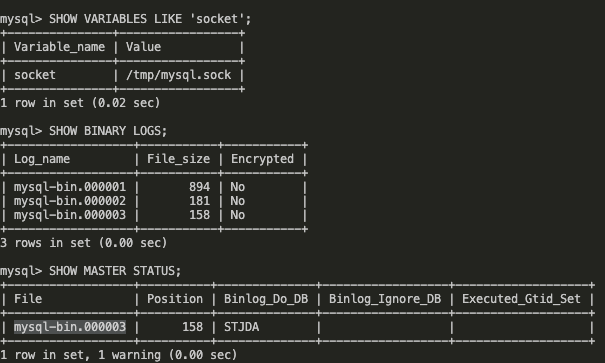 mysql> SHOW VARIABLES LIKE 'socket';
+---------------+-----------------+
| Variable_name | Value           |
+---------------+-----------------+
| socket        | /tmp/mysql.sock |
+---------------+-----------------+
1 row in set (0.02 sec)
mysql> SHOW BINARY LOGS;
+------------------+-----------+-----------+
| Log_name         | File_size | Encrypted |
+------------------+-----------+-----------+
| mysql-bin.000001 |       894 | No        |
| mysql-bin.000002 |       181 | No        |
| mysql-bin.000003 |       158 | No        |
+------------------+-----------+-----------+
3 rows in set (0.00 sec)
mysql> SHOW MASTER STATUS;
+------------------+----------+--------------+------------------+-------------------+
| File             | Position | Binlog_Do_DB | Binlog_Ignore_DB | Executed_Gtid_Set |
+------------------+----------+--------------+------------------+-------------------+
| mysql-bin.000003 |      158 | STJDA        |                  |                   |
+------------------+----------+--------------+------------------+-------------------+
1 row in set, 1 warning (0.00 sec)